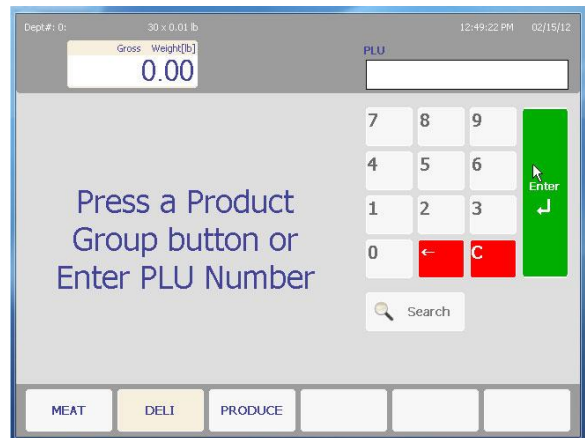 Dept#: 0: 30 x 0.01 lb 12:49:22 PM 02/15/12
Gross Weight[lb]
0.00
PLU
Press a Product
Group button or
Enter PLU Number
7 8 9
4 5 6
Enter
1 2 3 ↵
0 ← C
Search
MEAT DELI PRODUCE